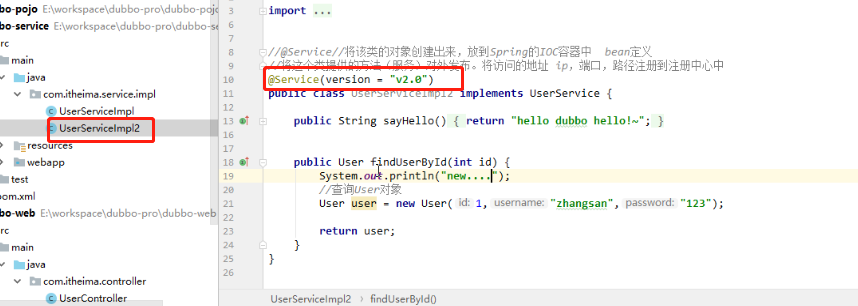 bo-pojo E:\workspace\dubbo-pro\dubbo-pojo
bo-service E:\workspace\dubbo-pro\dubbo-serv
rc
main
java
com.itheima.service.impl
UserServiceImpl
UserServiceImpl2
resources
webapp
test
om.xml
bo-web E:\workspace\dubbo-pro\dubbo-web
rc
main
java
com.itheima.controller
UserController
3 import ...
7
8 //@Service//将该类的对象创建出来，放到Spring的IOC容器中 bean定义
9 //将这个类提供的方法（服务）对外发布。将访问的地址 ip，端口，路径注册到注册中心中
10 @Service(version = "v2.0")
11 public class UserServiceImpl2 implements UserService {
12
13 public String sayHello() { return "hello dubbo hello!~"; }
16
17
18 public User findUserById(int id) {
19 System.out.println("new....");
20 //查询User对象
21 User user = new User( id: 1, username: "zhangsan", password: "123");
22
23 return user;
24 }
25 }
26
UserServiceImpl2 › findUserById()